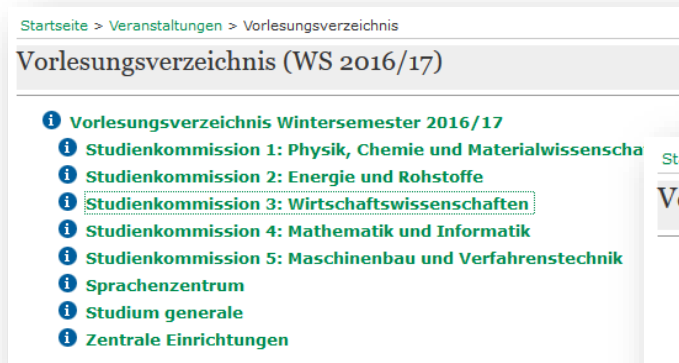 Startseite > Veranstaltungen > Vorlesungsverzeichnis
Vorlesungsverzeichnis (WS 2016/17)
Vorlesungsverzeichnis Wintersemester 2016/17
Studienkommission 1: Physik, Chemie und Materialwissenscha
Studienkommission 2: Energie und Rohstoffe
Studienkommission 3: Wirtschaftswissenschaften
Studienkommission 4: Mathematik und Informatik
Studienkommission 5: Maschinenbau und Verfahrenstechnik
Sprachenzentrum
Studium generale
Zentrale Einrichtungen